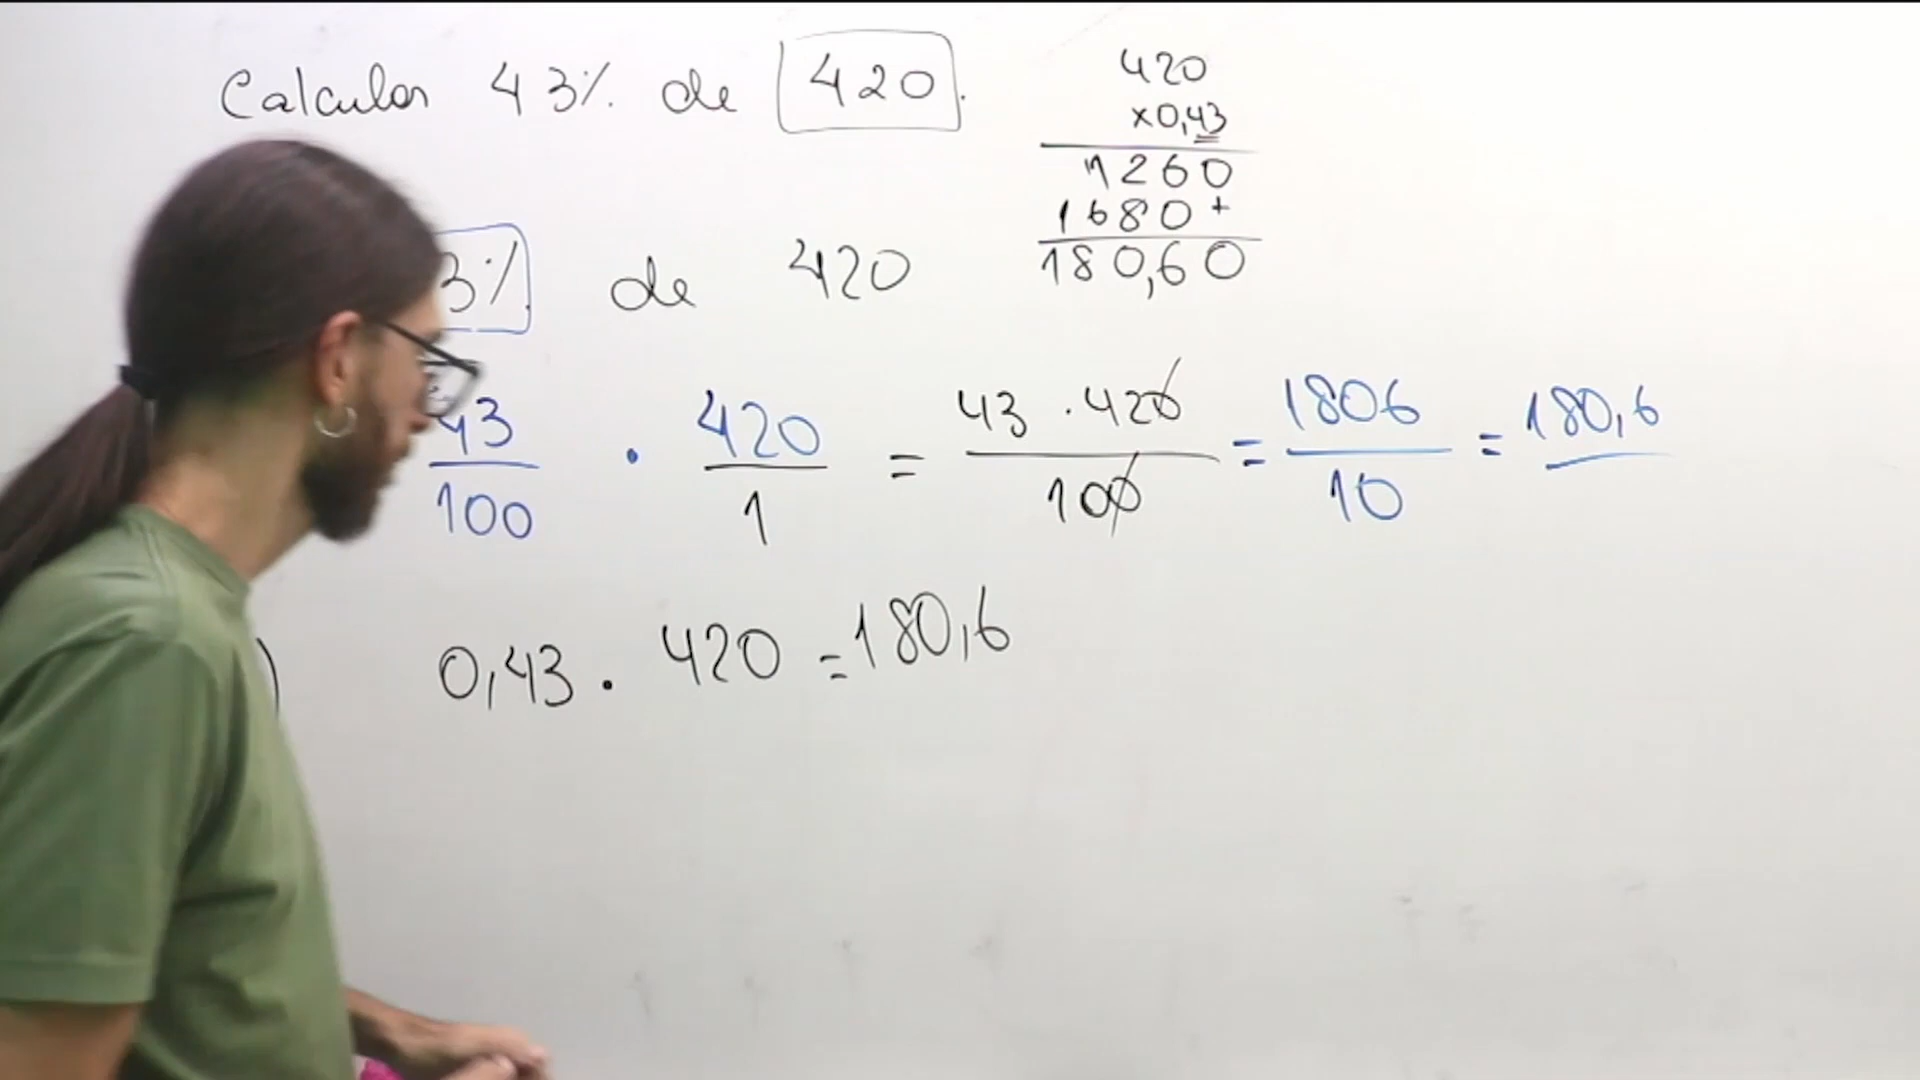 Calcular 43% de 420.
420
x0,43
1260
1680 +
180,60
3% de 420
43/100 · 420/1 = 43 · 420/100 = 1806/10 = 180,6
) 0,43 · 420 = 180,6